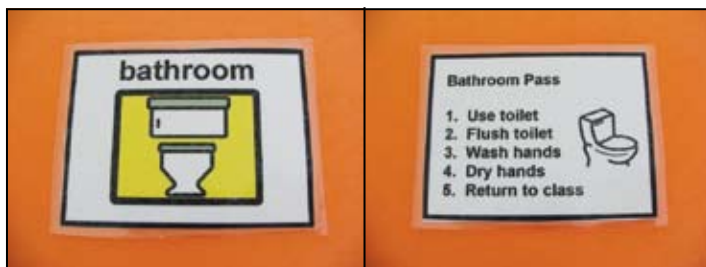 bathroom
Bathroom Pass
1. Use toilet
2. Flush toilet
3. Wash hands
4. Dry hands
5. Return to class